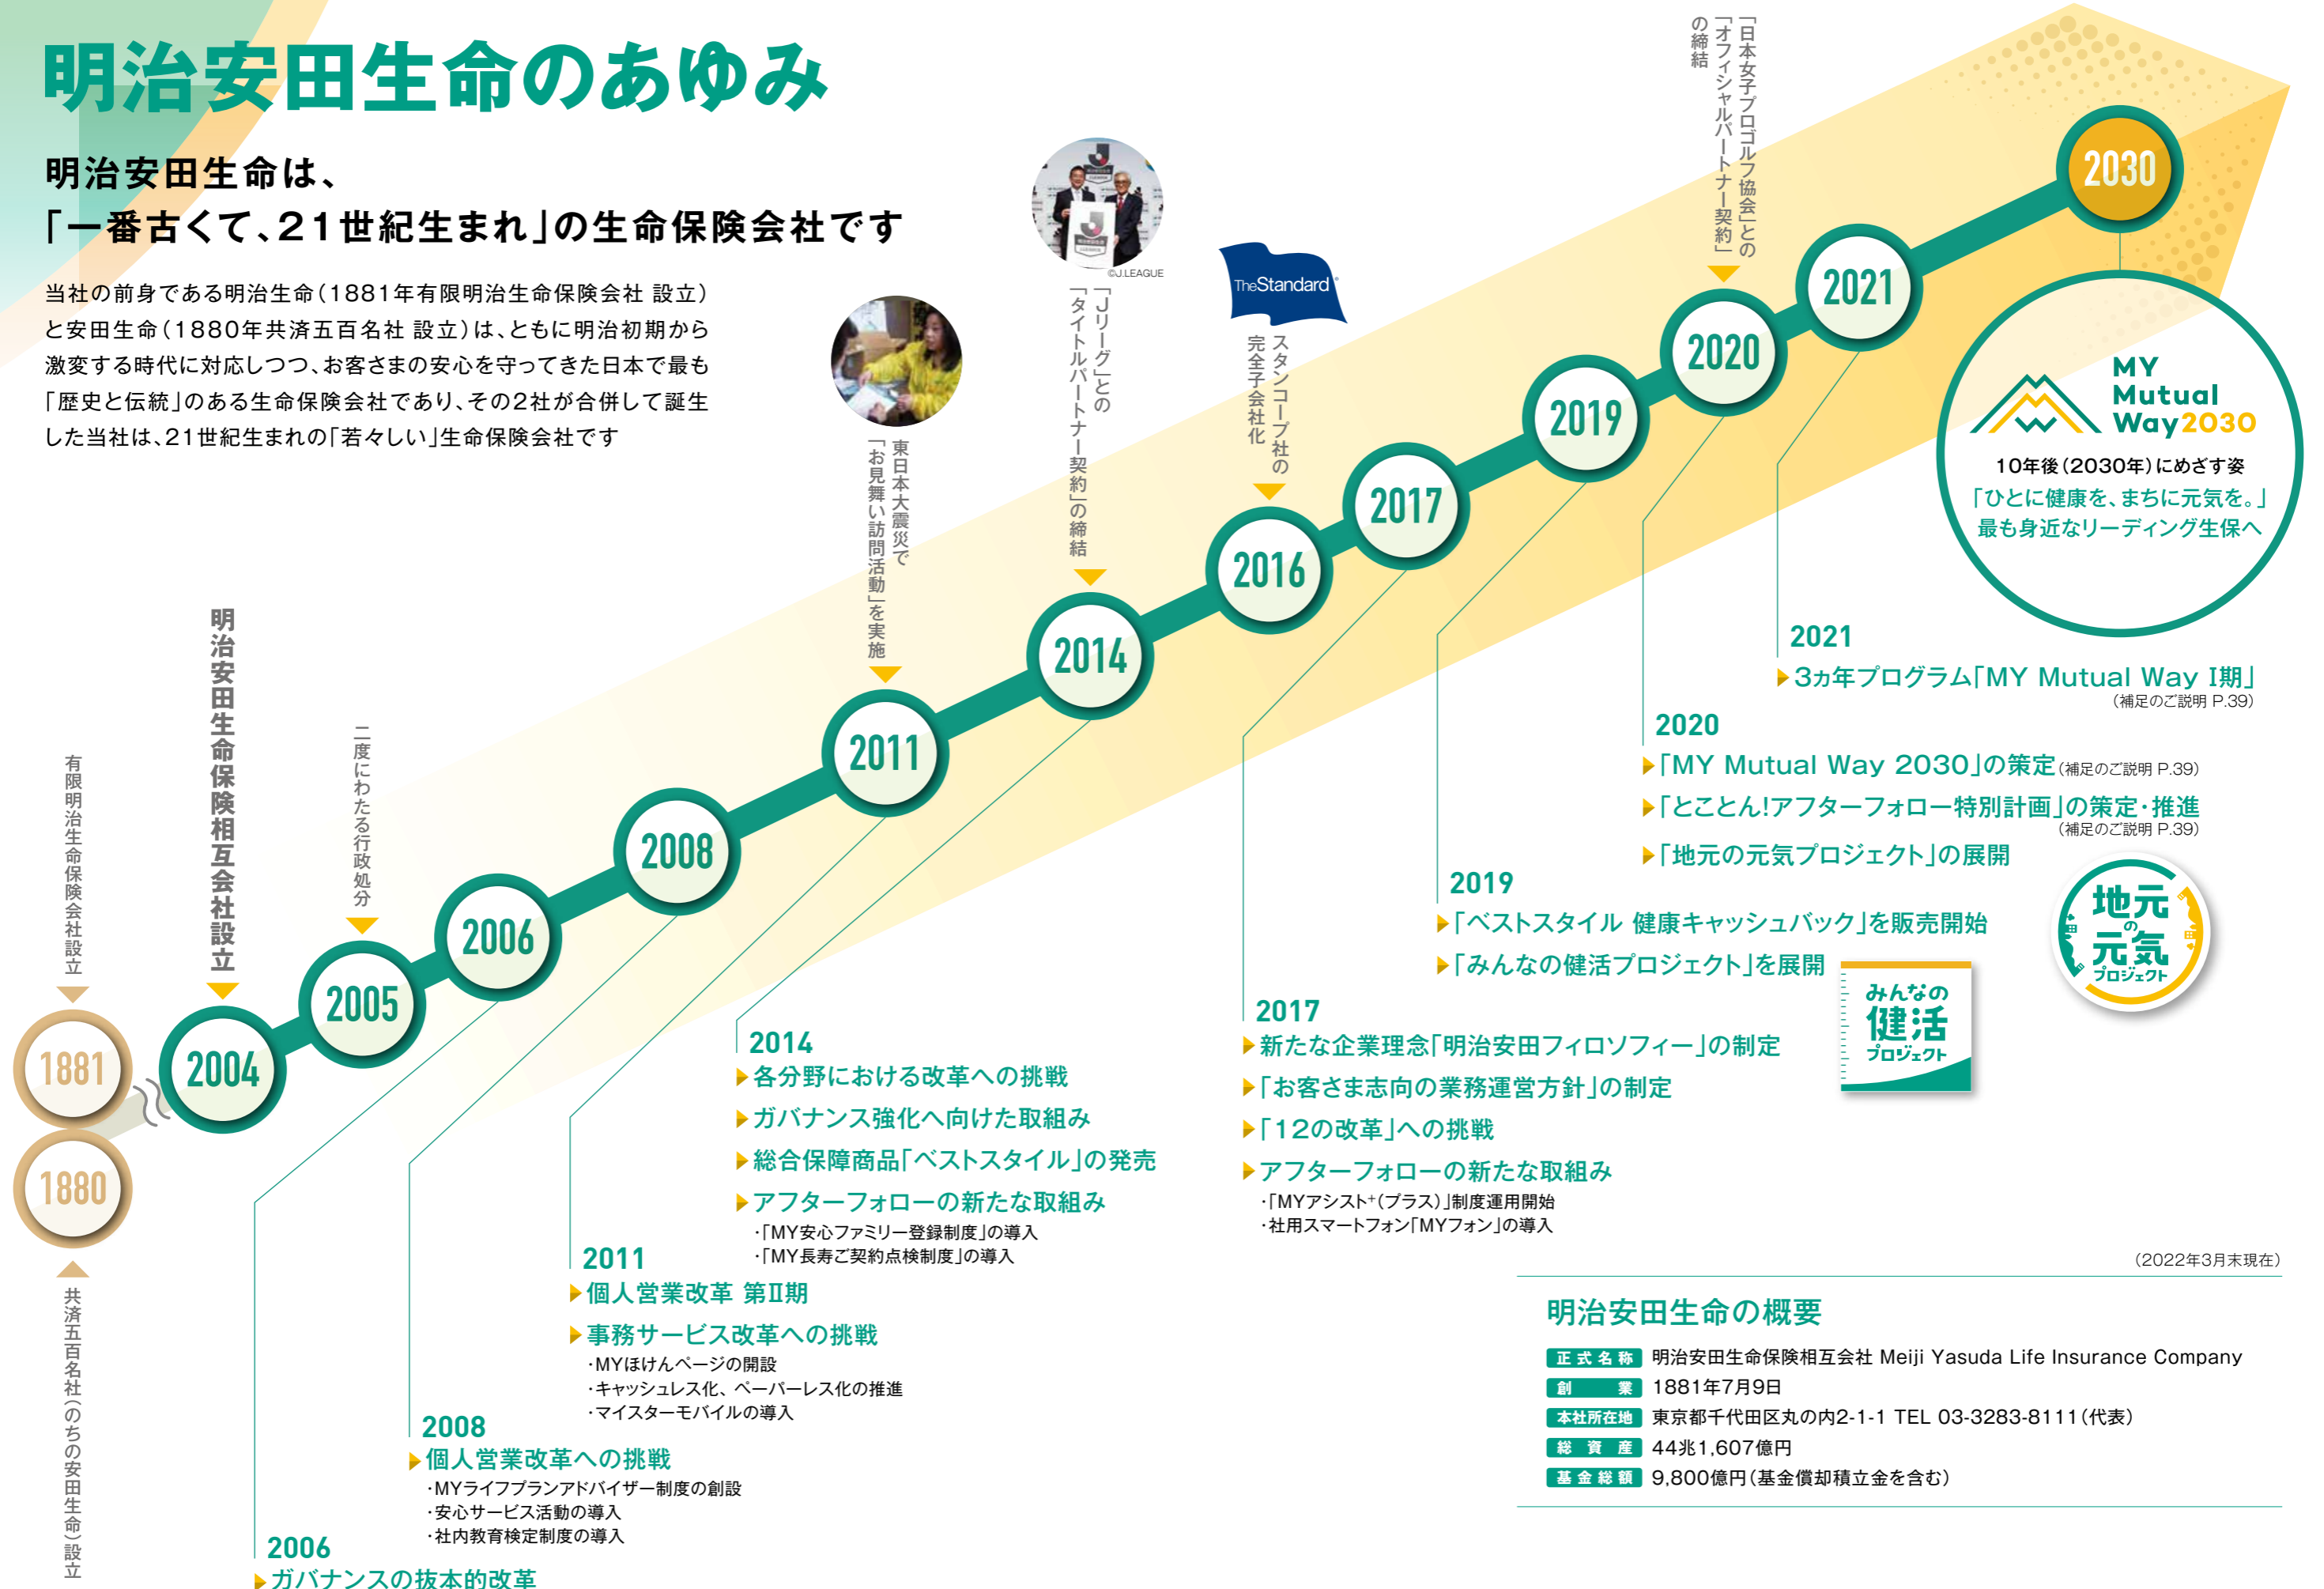 明治安田生命のあゆみ
明治安田生命は、
「一番古くて、21世紀生まれ」の生命保険会社です
当社の前身である明治生命(1881年有限明治生命保険会社 設立)
と安田生命(1880年共済五百名社 設立)は、ともに明治初期から
激変する時代に対応しつつ、お客さまの安心を守ってきた日本で最も
「歴史と伝統」のある生命保険会社であり、その2社が合併して誕生
した当社は、21世紀生まれの「若々しい」生命保険会社です
有限明治生命保険会社設立
1881
1880
共済五百名社(のちの安田生命)設立
明治安田生命保険相互会社設立
2004
二度にわたる行政処分
2005
2006
2008
東日本大震災で
「お見舞い訪問活動」を実施
2011
©J.LEAGUE
「Jリーグ」との
「タイトルパートナー契約」の締結
2014
TheStandard
スタンコープ社の
完全子会社化
2016
2017
2019
「日本女子プロゴルフ協会」との
「オフィシャルパートナー契約」
の締結
2020
2021
2030
MY
Mutual
Way2030
10年後(2030年)にめざす姿
「ひとに健康を、まちに元気を。」
最も身近なリーディング生保へ
2021
3ヵ年プログラム「MY Mutual Way Ⅰ期」
(補足のご説明 P.39)
2020
「MY Mutual Way 2030」の策定(補足のご説明 P.39)
「とことん!アフターフォロー特別計画」の策定・推進
(補足のご説明 P.39)
「地元の元気プロジェクト」の展開
地元
の
元気
プロジェクト
2019
「ベストスタイル 健康キャッシュバック」を販売開始
「みんなの健活プロジェクト」を展開
みんなの
健活
プロジェクト
2017
新たな企業理念「明治安田フィロソフィー」の制定
「お客さま志向の業務運営方針」の制定
「12の改革」への挑戦
アフターフォローの新たな取組み
・「MYアシスト+(プラス)」制度運用開始
・社用スマートフォン「MYフォン」の導入
2014
各分野における改革への挑戦
ガバナンス強化へ向けた取組み
総合保障商品「ベストスタイル」の発売
アフターフォローの新たな取組み
・「MY安心ファミリー登録制度」の導入
・「MY長寿ご契約点検制度」の導入
2011
個人営業改革 第Ⅱ期
事務サービス改革への挑戦
・MYほけんページの開設
・キャッシュレス化、ペーパーレス化の推進
・マイスターモバイルの導入
2008
個人営業改革への挑戦
・MYライフプランアドバイザー制度の創設
・安心サービス活動の導入
・社内教育検定制度の導入
2006
ガバナンスの抜本的改革
(2022年3月末現在)
明治安田生命の概要
正式名称 明治安田生命保険相互会社 Meiji Yasuda Life Insurance Company
創業 1881年7月9日
本社所在地 東京都千代田区丸の内2-1-1 TEL 03-3283-8111(代表)
総資産 44兆1,607億円
基金総額 9,800億円(基金償却積立金を含む)